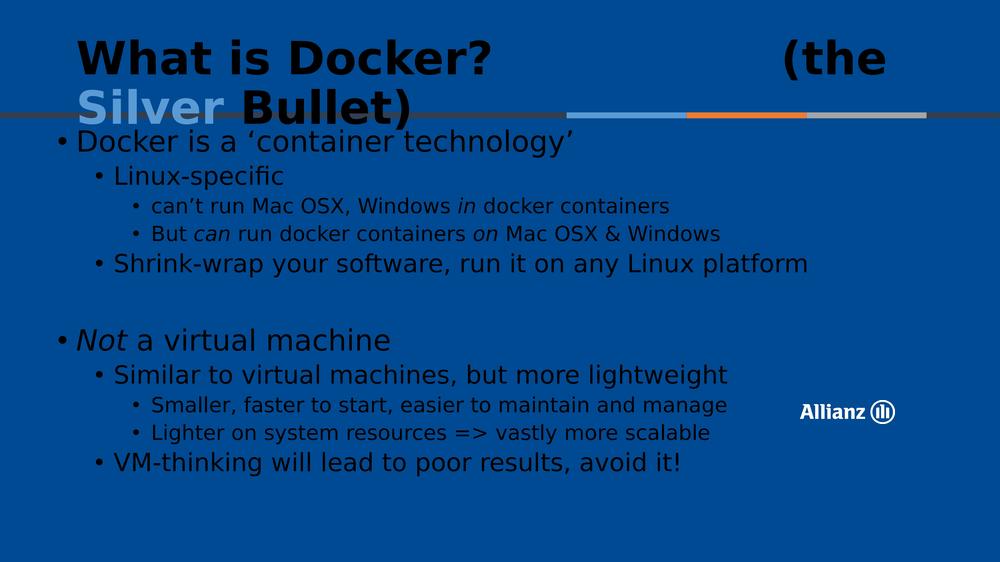 What is Docker? (the
Silver Bullet)
• Docker is a ‘container technology’
• Linux-specific
• can’t run Mac OSX, Windows in docker containers
• But can run docker containers on Mac OSX & Windows
• Shrink-wrap your software, run it on any Linux platform
• Not a virtual machine
• Similar to virtual machines, but more lightweight
• Smaller, faster to start, easier to maintain and manage
• Lighter on system resources => vastly more scalable
• VM-thinking will lead to poor results, avoid it!
Allianz